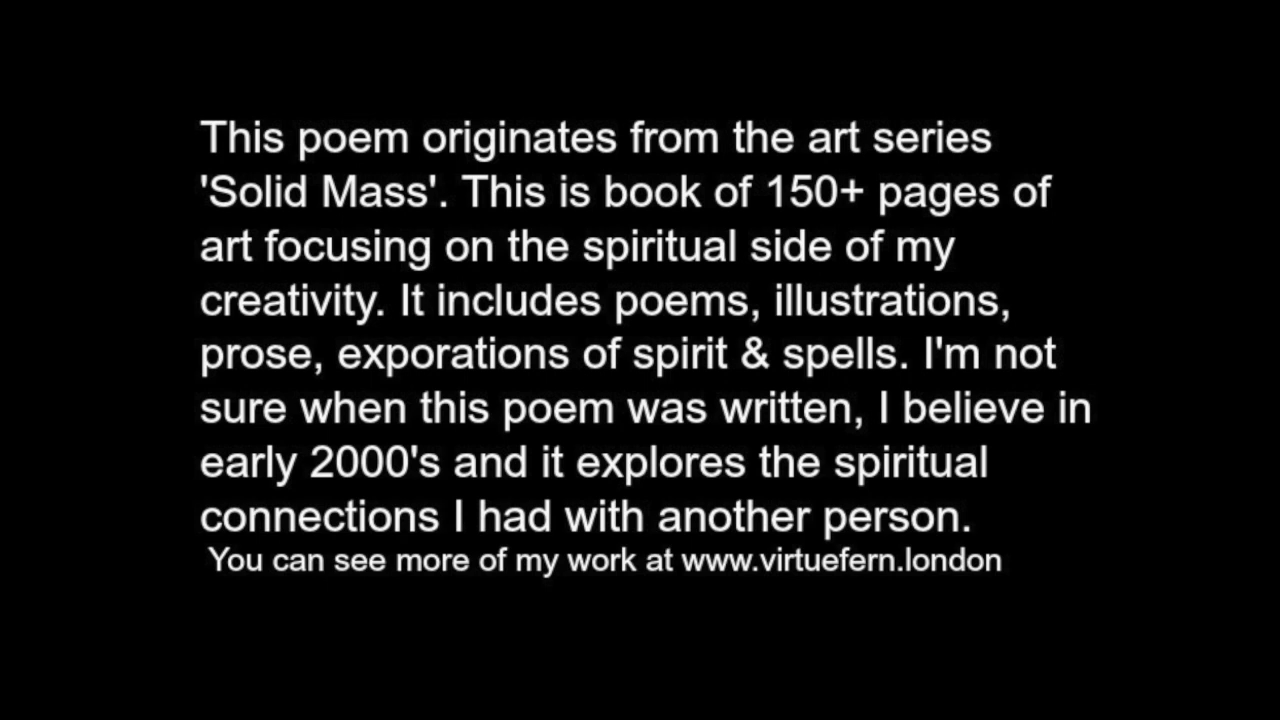 This poem originates from the art series
'Solid Mass'. This is book of 150+ pages of
art focusing on the spiritual side of my
creativity. It includes poems, illustrations,
prose, exporations of spirit & spells. I'm not
sure when this poem was written, I believe in
early 2000's and it explores the spiritual
connections I had with another person.
You can see more of my work at www.virtuefern.london